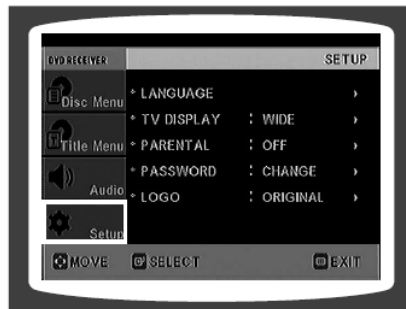 DVD RECEIVER SETUP
Disc Menu
Title Menu
Audio
Setup
LANGUAGE
TV DISPLAY : WIDE
PARENTAL : OFF
PASSWORD : CHANGE
LOGO : ORIGINAL
MOVE SELECT EXIT